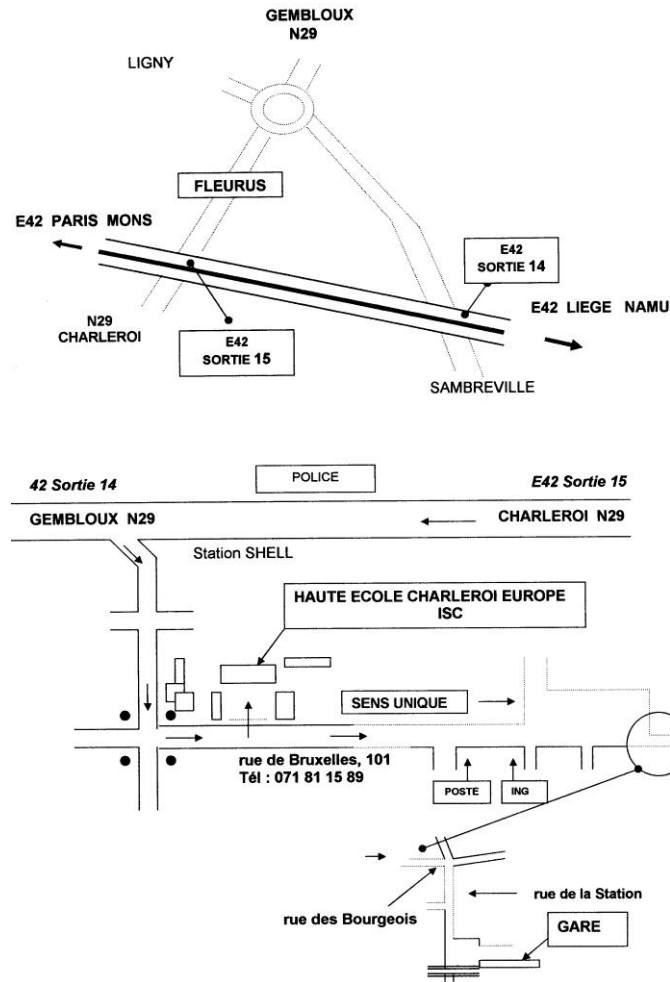 GEMBLOUX
N29
LIGNY
FLEURUS
E42 PARIS MONS
E42
SORTIE 14
E42 LIEGE NAMU
N29
CHARLEROI
E42
SORTIE 15
SAMBREVILLE
42 Sortie 14
POLICE
E42 Sortie 15
GEMBLOUX N29
CHARLEROI N29
Station SHELL
HAUTE ECOLE CHARLEROI EUROPE
ISC
SENS UNIQUE
rue de Bruxelles, 101
Tél : 071 81 15 89
POSTE
ING
rue de la Station
rue des Bourgeois
GARE